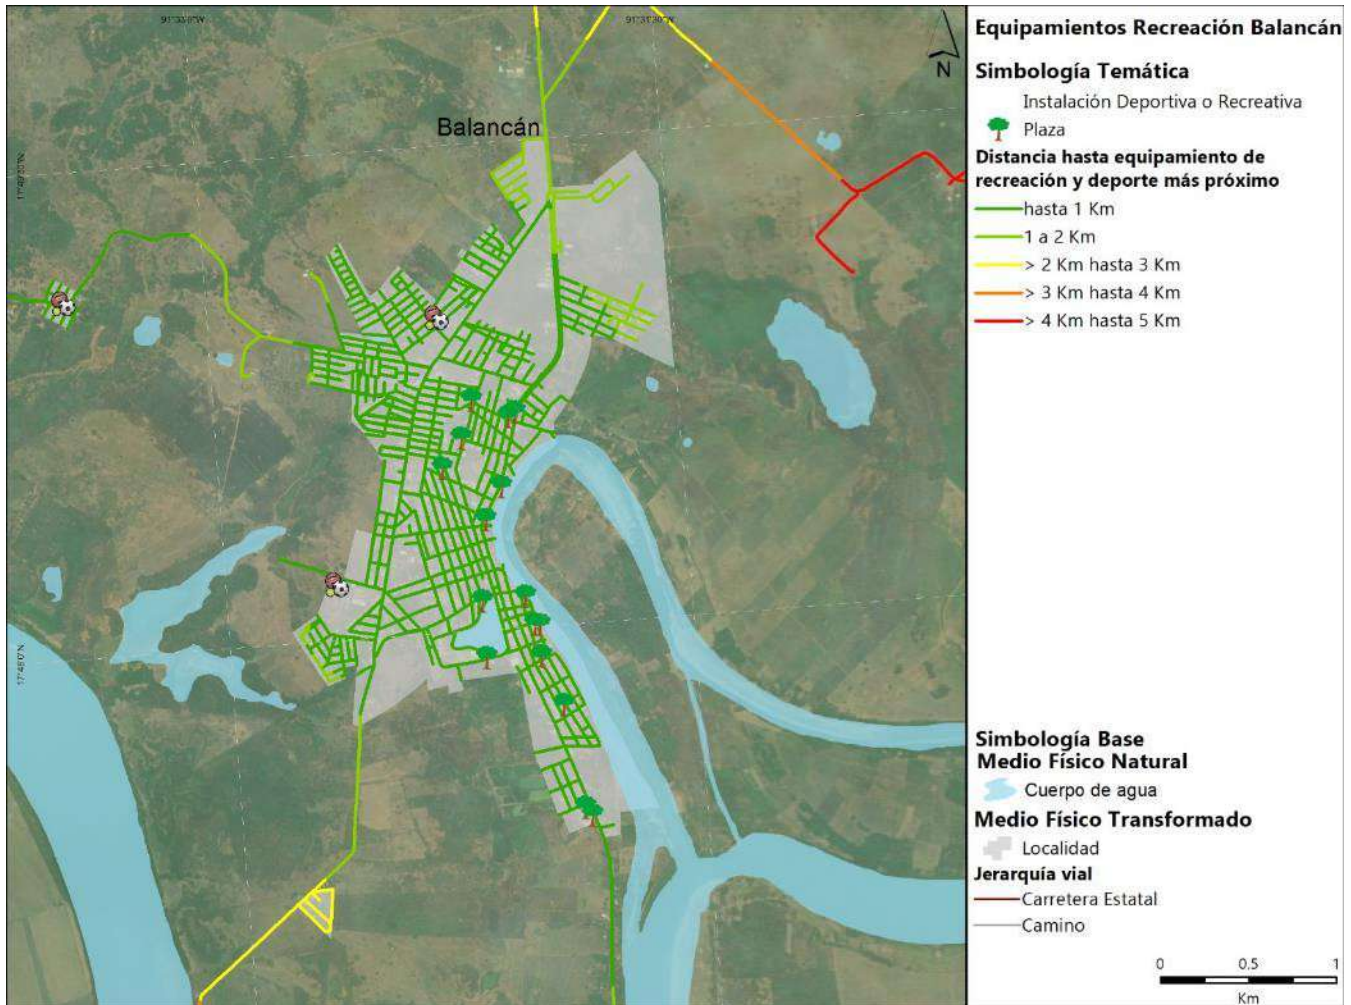 91°31'30"W
Balancán
N
Equipamientos Recreación Balancán
Simbología Temática
Instalación Deportiva o Recreativa
Plaza
Distancia hasta equipamiento de
recreación y deporte más próximo
hasta 1 Km
1 a 2 Km
> 2 Km hasta 3 Km
> 3 Km hasta 4 Km
> 4 Km hasta 5 Km
Simbología Base
Medio Físico Natural
Cuerpo de agua
Medio Físico Transformado
Localidad
Jerarquía vial
Carretera Estatal
Camino
0 0.5 1
Km